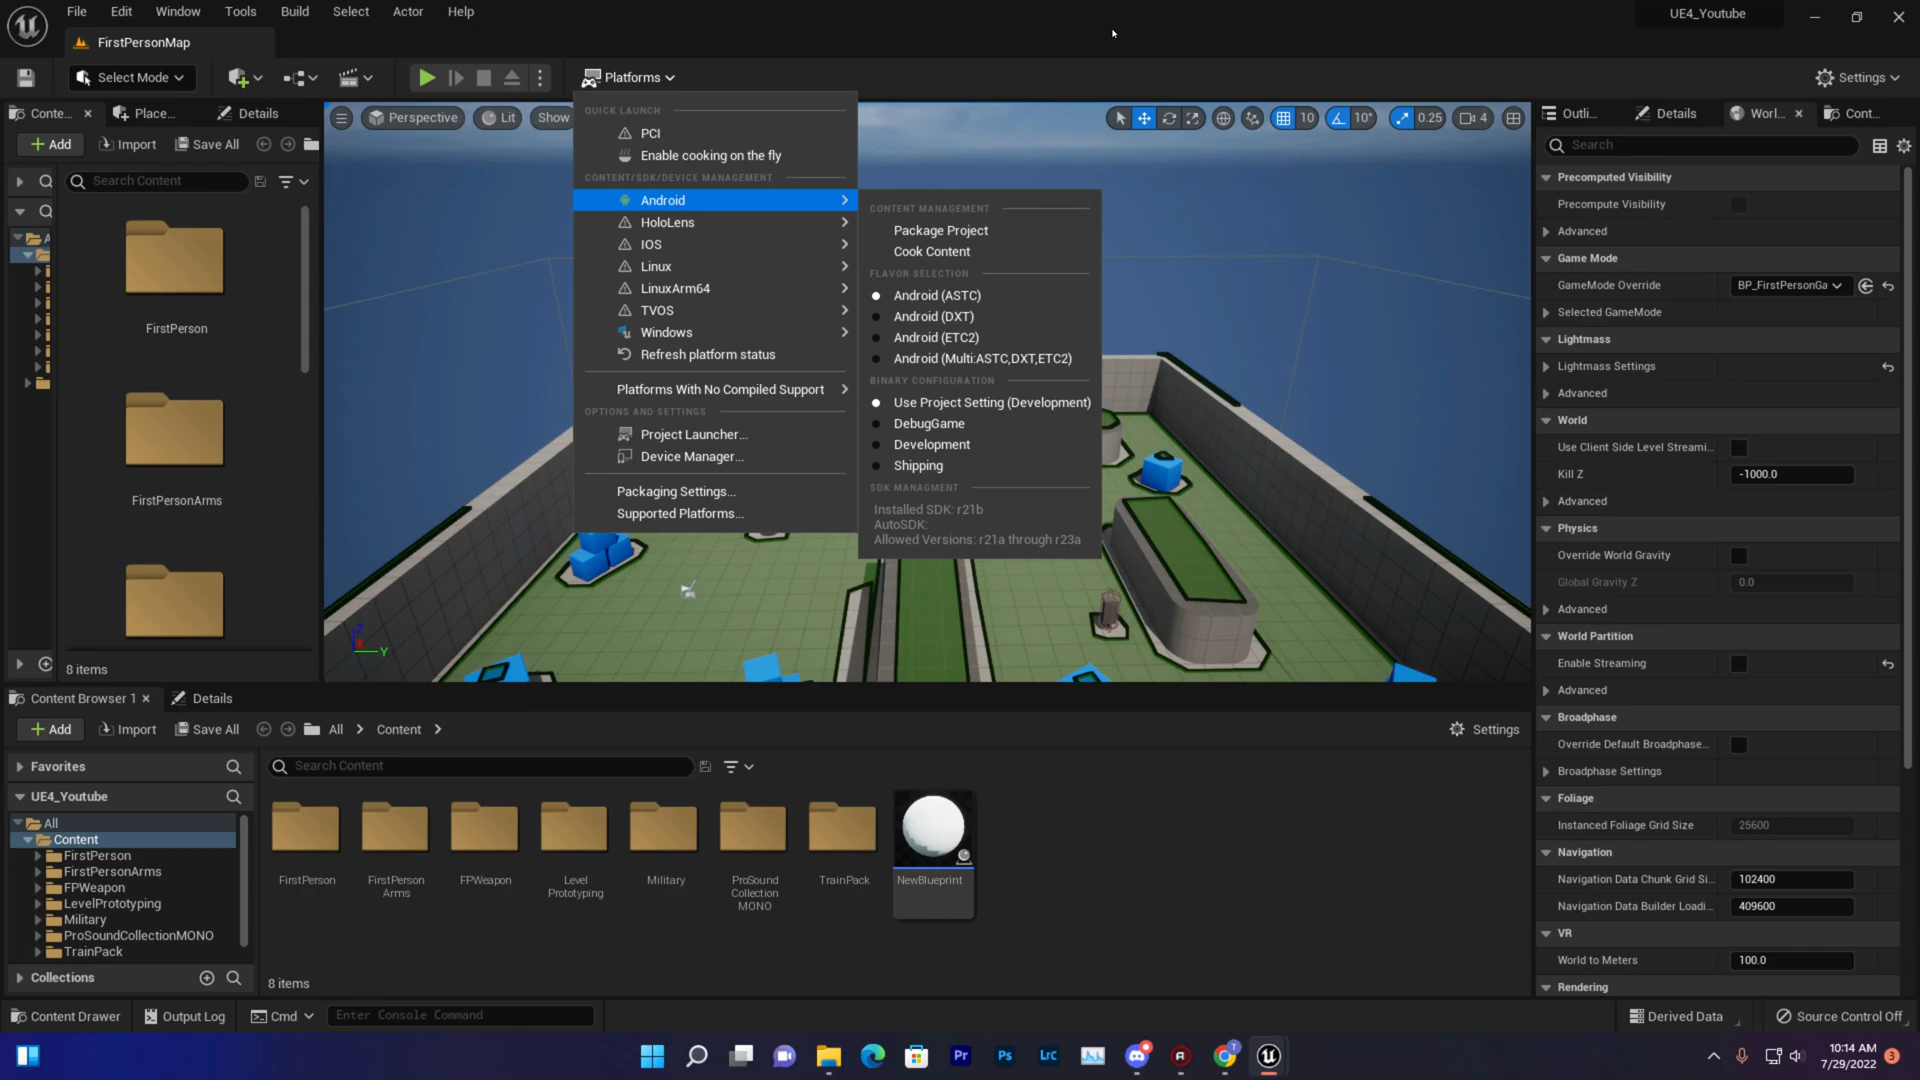 File Edit Window Tools Build Select Actor Help
UE4_Youtube
FirstPersonMap
Select Mode
Platforms
Settings
Conte...
Place...
Details
Add
Import
Save All
Search Content
A
FirstPerson
FirstPersonArms
8 items
Perspective
Lit
Show
10
10°
0.25
4
QUICK LAUNCH
PCI
Enable cooking on the fly
CONTENT/SDK/DEVICE MANAGEMENT
Android
HoloLens
IOS
Linux
LinuxArm64
TVOS
Windows
Refresh platform status
Platforms With No Compiled Support
OPTIONS AND SETTINGS
Project Launcher...
Device Manager...
Packaging Settings...
Supported Platforms...
CONTENT MANAGEMENT
Package Project
Cook Content
FLAVOR SELECTION
Android (ASTC)
Android (DXT)
Android (ETC2)
Android (Multi:ASTC,DXT,ETC2)
BINARY CONFIGURATION
Use Project Setting (Development)
DebugGame
Development
Shipping
SDK MANAGMENT
Installed SDK: r21b
AutoSDK:
Allowed Versions: r21a through r23a
Z
X
Y
Outli...
Details
Worl...
Cont...
Search
Precomputed Visibility
Precompute Visibility
Advanced
Game Mode
GameMode Override BP_FirstPersonGa
Selected GameMode
Lightmass
Lightmass Settings
Advanced
World
Use Client Side Level Streami...
Kill Z -1000.0
Advanced
Physics
Override World Gravity
Global Gravity Z 0.0
Advanced
World Partition
Enable Streaming
Advanced
Broadphase
Override Default Broadphase...
Broadphase Settings
Foliage
Instanced Foliage Grid Size 25600
Navigation
Navigation Data Chunk Grid Si... 102400
Navigation Data Builder Loadi... 409600
VR
World to Meters 100.0
Rendering
Content Browser 1
Details
Add
Import
Save All
All
Content
Settings
Favorites
UE4_Youtube
All
Content
FirstPerson
FirstPersonArms
FPWeapon
LevelPrototyping
Military
ProSoundCollectionMONO
TrainPack
Collections
Search Content
FirstPerson
FirstPerson
Arms
FPWeapon
Level
Prototyping
Military
ProSound
Collection
MONO
TrainPack
NewBlueprint
8 items
Content Drawer
Output Log
Cmd
Enter Console Command
Derived Data
Source Control Off
Pr
Ps
LrC
T
10:14 AM
7/29/2022
3